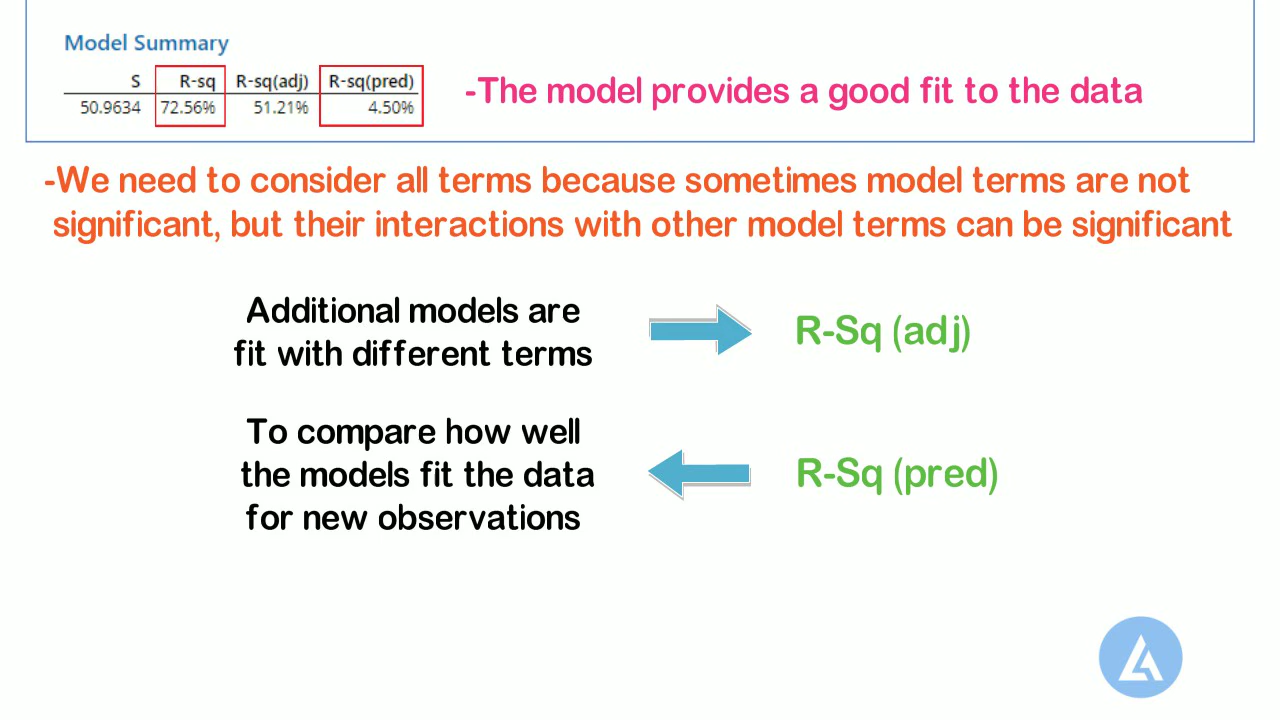 Model Summary
S R-sq R-sq(adj) R-sq(pred)
50.9634 72.56% 51.21% 4.50%
-The model provides a good fit to the data
-We need to consider all terms because sometimes model terms are not
significant, but their interactions with other model terms can be significant
Additional models are
fit with different terms
R-Sq (adj)
To compare how well
the models fit the data
for new observations
R-Sq (pred)